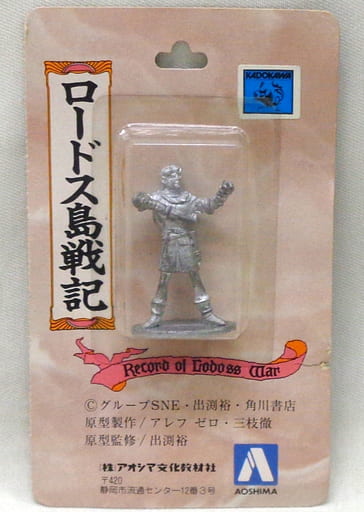 KADOKAWA
ロードス島戦記
Record of Lodoss War
©グループSNE・出渕裕・角川書店
原型製作/アレフ ゼロ・三枝徹
原型監修/出渕裕
(株)アオシマ文化教材社
〒420
静岡市流通センター12番3号
AOSHIMA